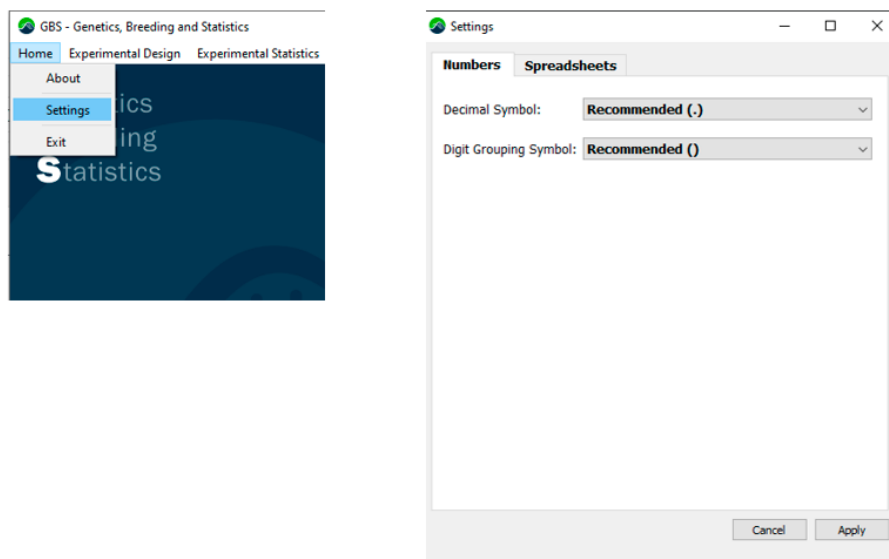 GBS - Genetics, Breeding and Statistics
Home Experimental Design Experimental Statistics
About
Settings
Exit
tics
ing
Statistics
Settings
Numbers Spreadsheets
Decimal Symbol: Recommended (.)
Digit Grouping Symbol: Recommended ()
Cancel Apply